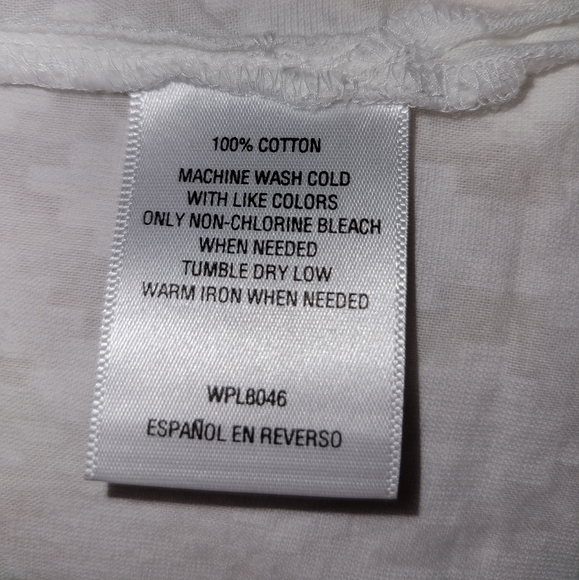 100% COTTON
MACHINE WASH COLD
WITH LIKE COLORS
ONLY NON-CHLORINE BLEACH
WHEN NEEDED
TUMBLE DRY LOW
WARM IRON WHEN NEEDED
WPL8046
ESPAÑOL EN REVERSO